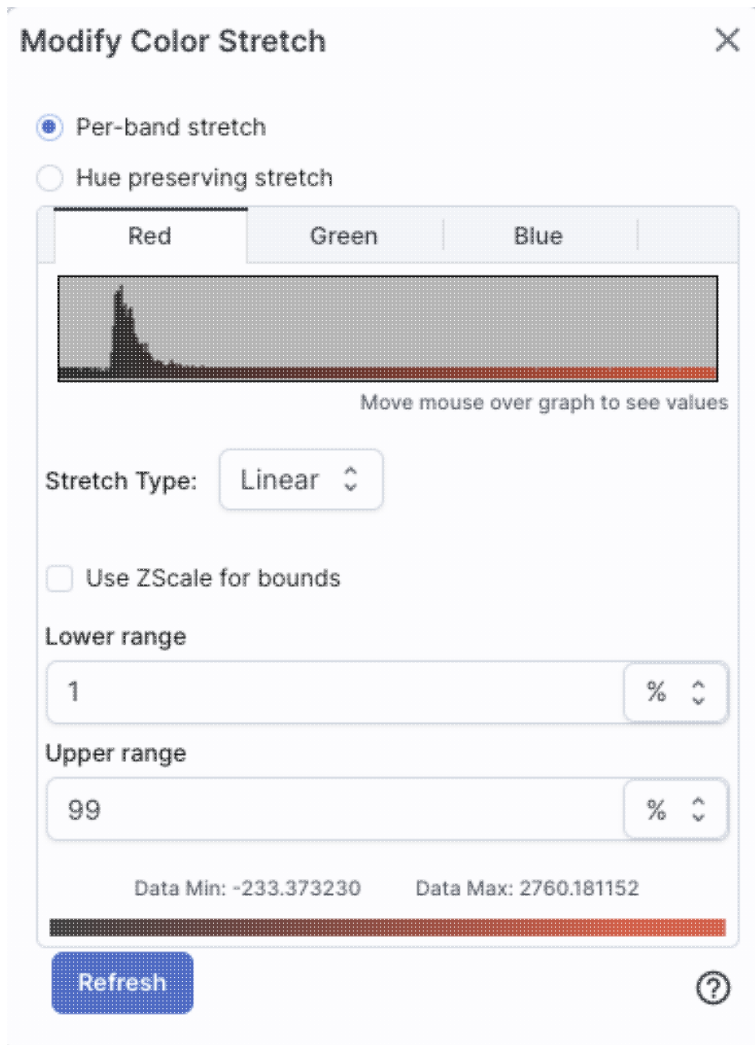 Modify Color Stretch
Per-band stretch
Hue preserving stretch
Red Green Blue
Move mouse over graph to see values
Stretch Type: Linear
Use ZScale for bounds
Lower range
1 %
Upper range
99 %
Data Min: -233.373230 Data Max: 2760.181152
Refresh
?